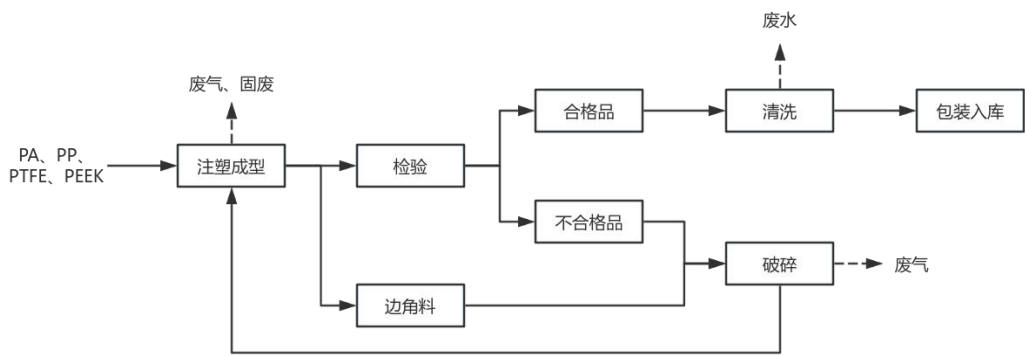 废水
废气、固废
合格品
清洗
包装入库
PA、PP、
PTFE、PEEK
注塑成型
检验
不合格品
破碎
废气
边角料